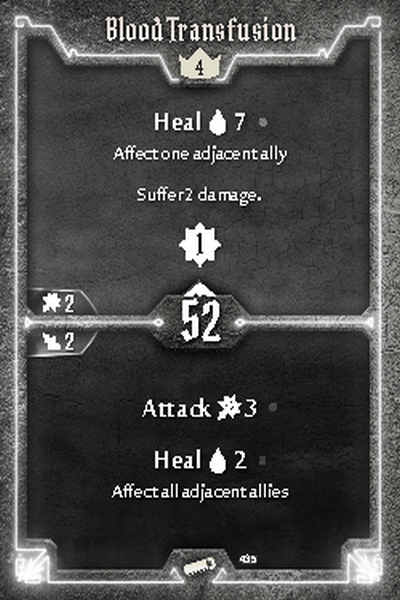 Blood Transfusion
4
Heal 7
Affect one adjacent ally
Suffer 2 damage.
1
2
52
2
Attack 3
Heal 2
Affect all adjacent allies
435